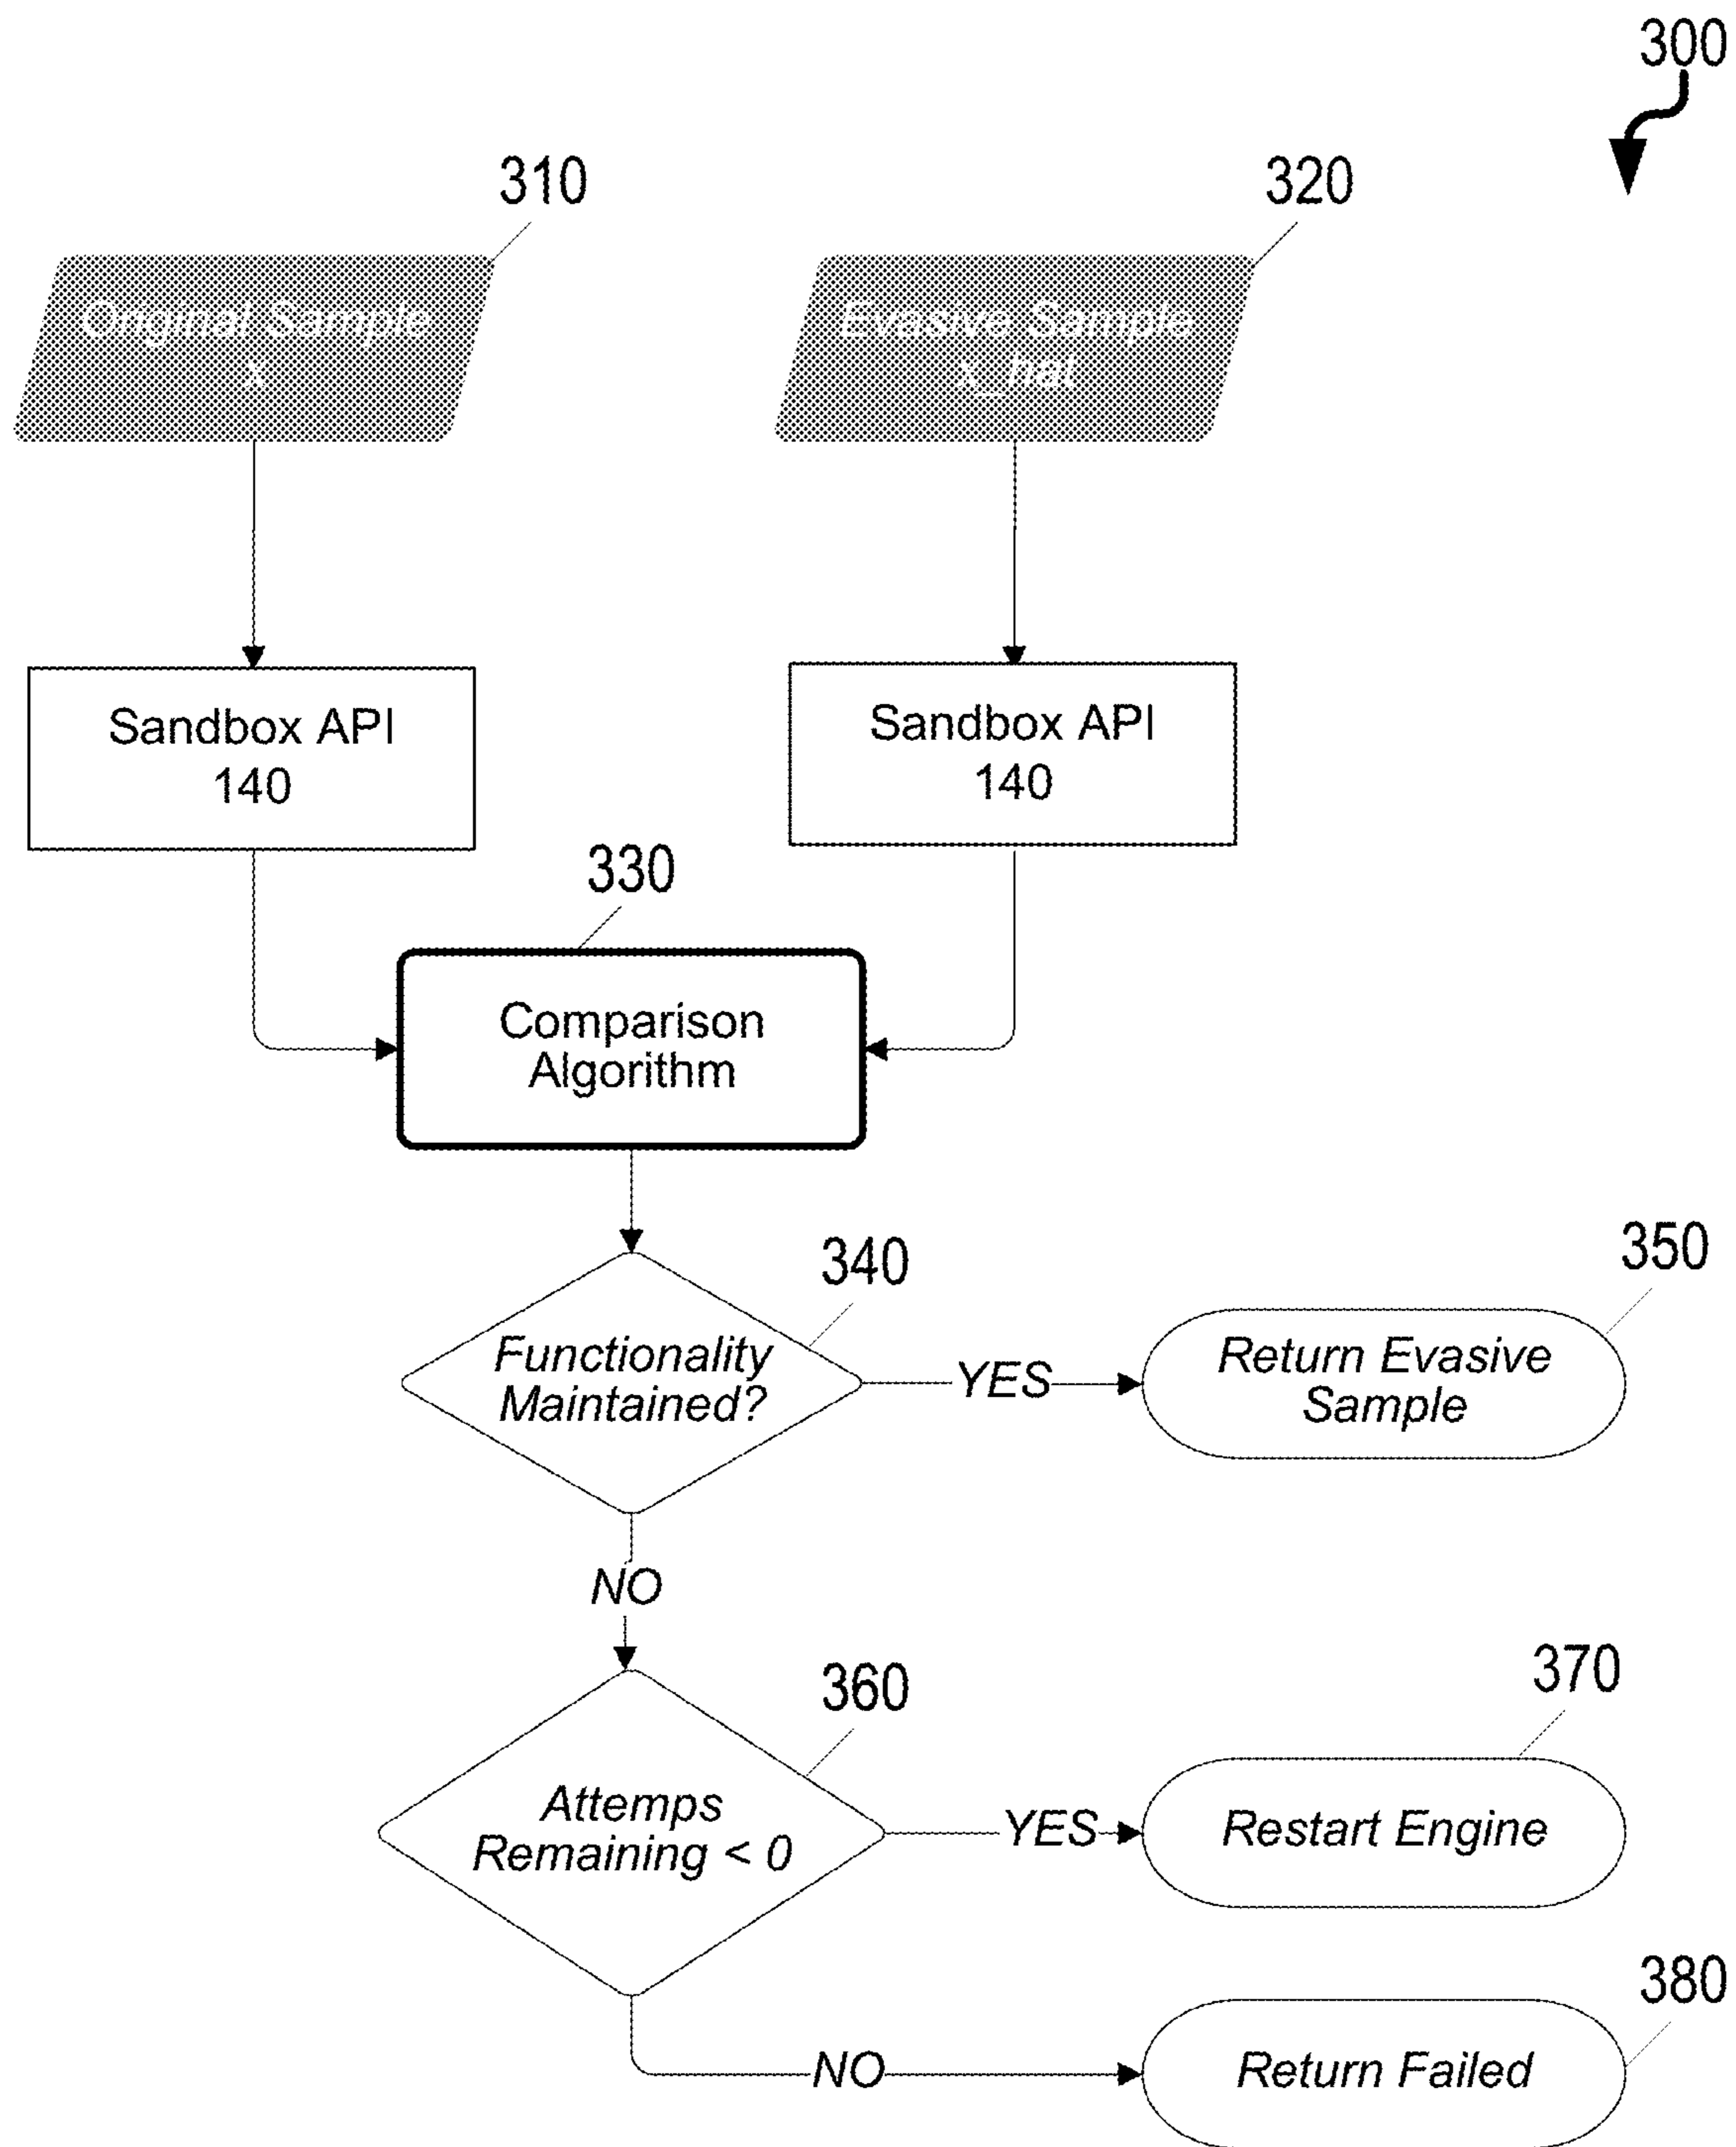 300
310
320
Original Sample
x
Evasive Sample
x_hat
Sandbox API
140
Sandbox API
140
330
Comparison
Algorithm
340
350
Functionality
Maintained?
YES
Return Evasive
Sample
NO
360
370
Attemps
Remaining < 0
YES
Restart Engine
380
NO
Return Failed